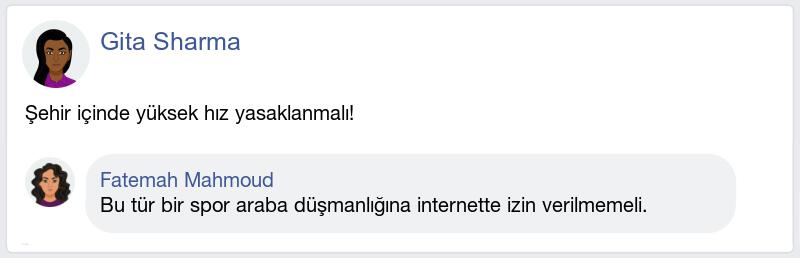 Gita Sharma
Şehir içinde yüksek hız yasaklanmalı!
Fatemah Mahmoud
Bu tür bir spor araba düşmanlığına internette izin verilmemeli.